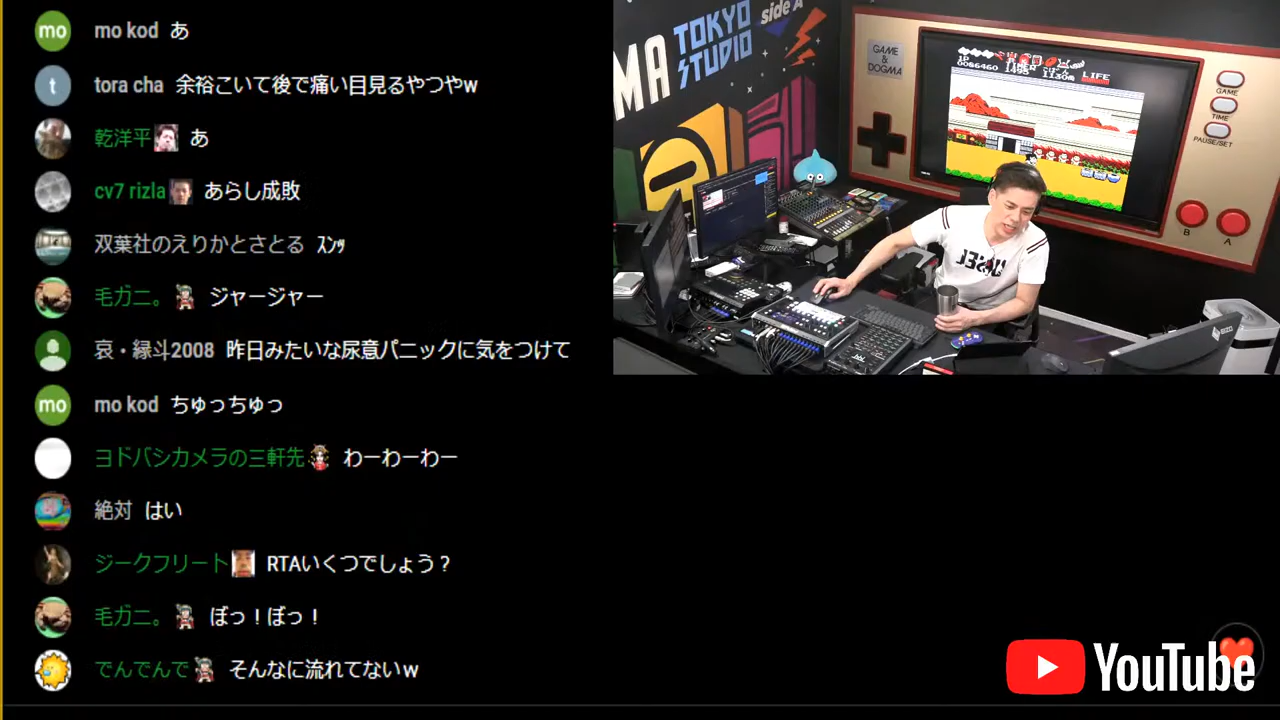 mo kod あ
tora cha 余裕こいて後で痛い目見るやつやw
乾洋平 あ
cv7 rizla あらし成敗
双葉社のえりかとさとる ｽﾝｯ
毛ガニ。 ジャージャー
哀・縁斗2008 昨日みたいな尿意パニックに気をつけて
mo kod ちゅっちゅっ
ヨドバシカメラの三軒先 わーわーわー
絶対 はい
ジークフリート RTAいくつでしょう？
毛ガニ。 ぼっ！ぼっ！
でんでんで そんなに流れてないw
mo
t
mo
MA
TOKYO
STUDIO
side A
GAME
&
DOGMA
LIFE
GAME
TIME
PAUSE/SET
B
A
YouTube